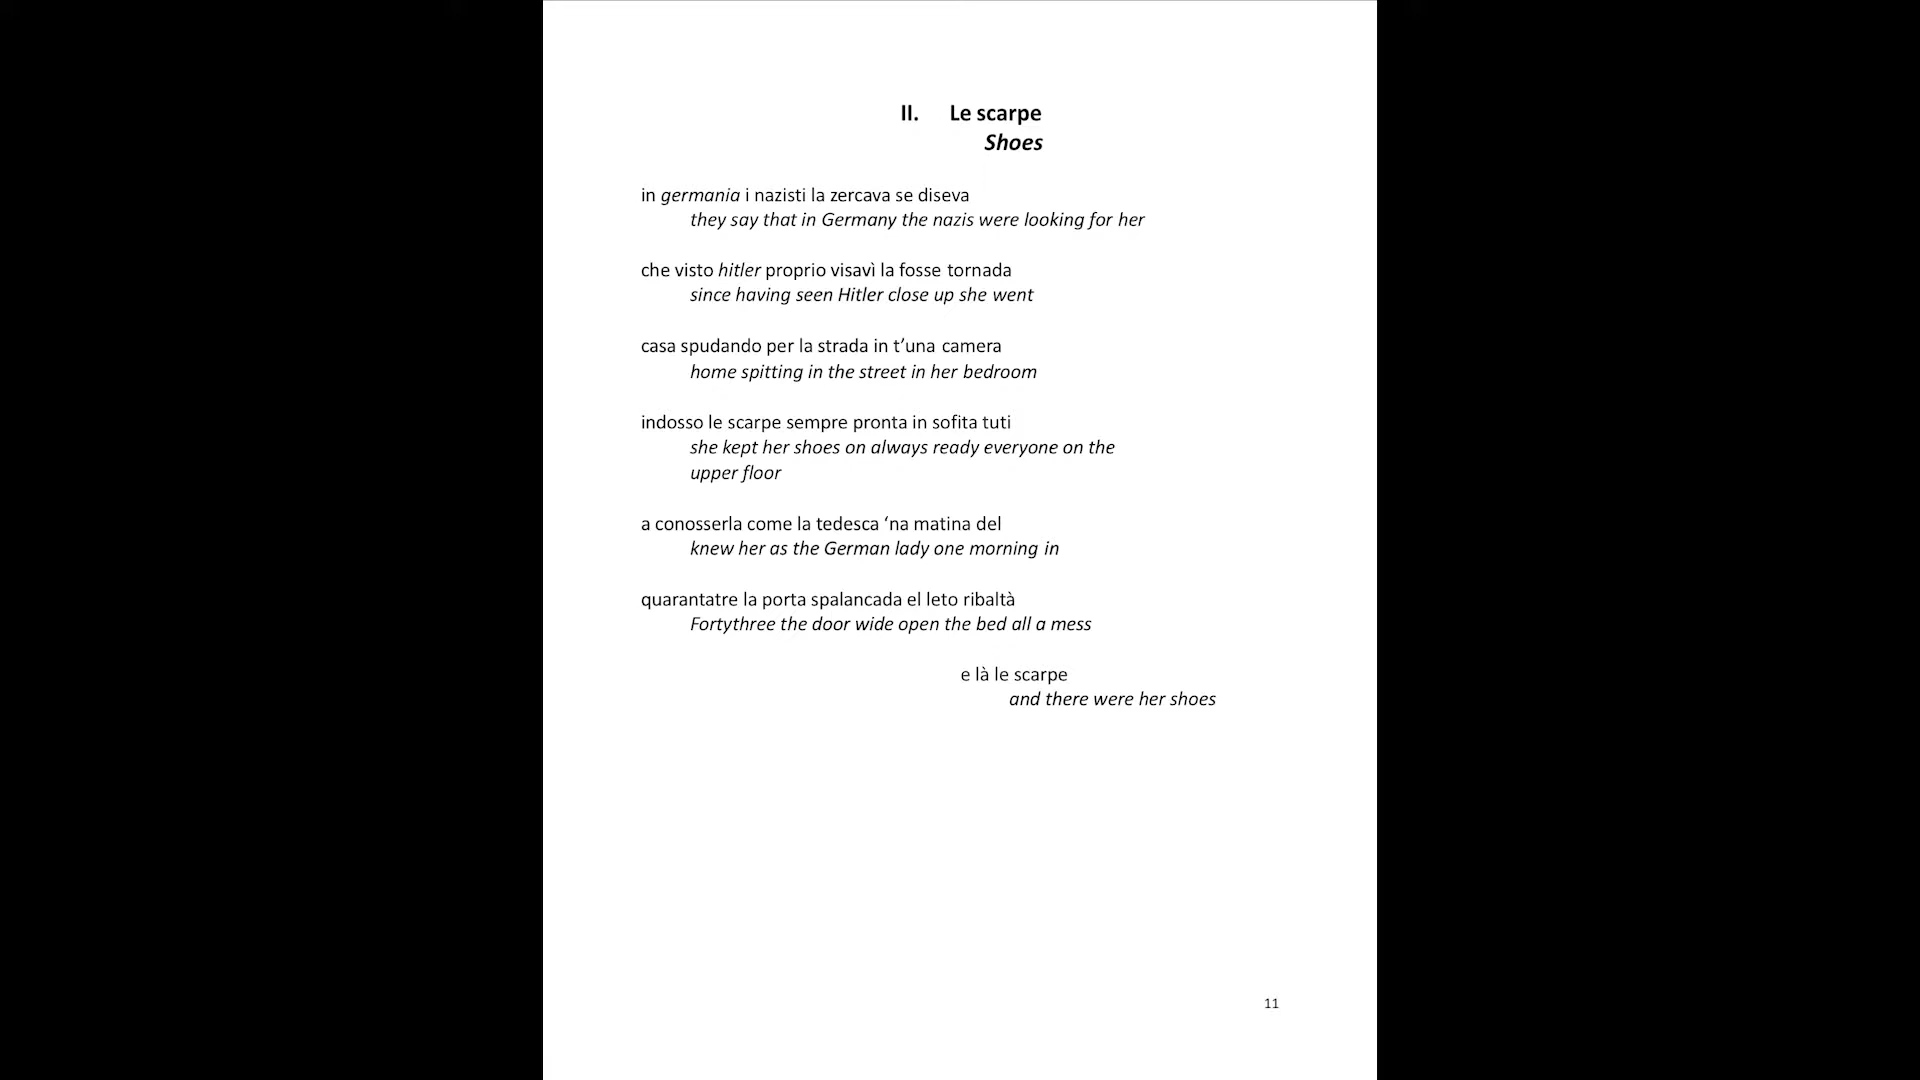 II. Le scarpe
Shoes
in germania i nazisti la zercava se diseva
they say that in Germany the nazis were looking for her
che visto hitler proprio visavì la fosse tornada
since having seen Hitler close up she went
casa spudando per la strada in t’una camera
home spitting in the street in her bedroom
indosso le scarpe sempre pronta in sofita tuti
she kept her shoes on always ready everyone on the
upper floor
a conosserla come la tedesca ‘na matina del
knew her as the German lady one morning in
quarantatre la porta spalancada el leto ribaltà
Fortythree the door wide open the bed all a mess
e là le scarpe
and there were her shoes
11